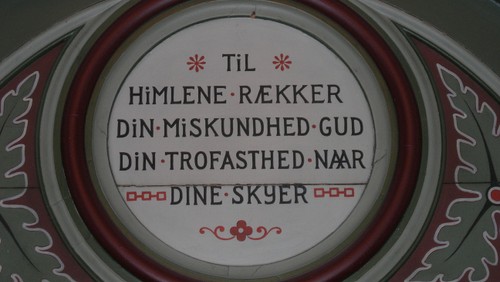 TiL
HiMLENE·RÆKKER
DiN·MiSKUNDHED·GUD
DiN·TROFASTHED·NAAR
DINE·SKYER